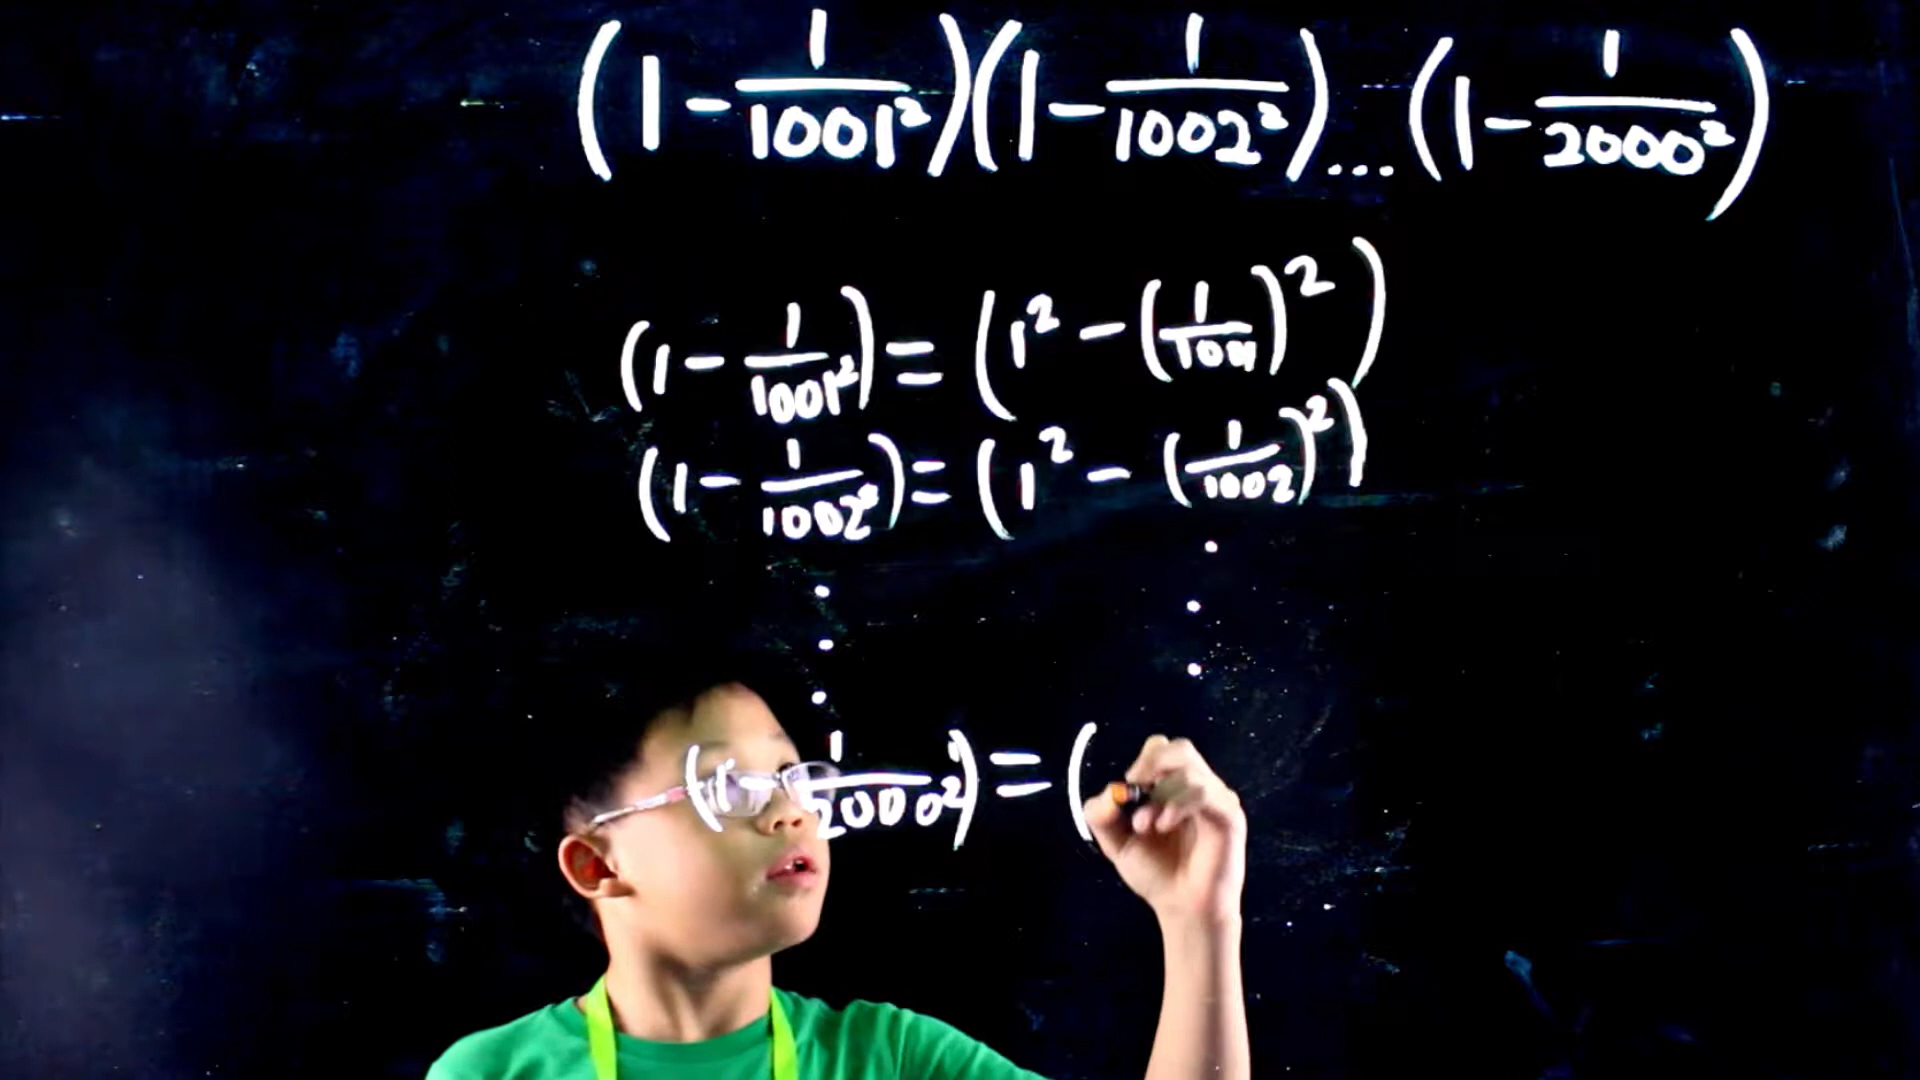 (1 - 1/1001²)(1 - 1/1002²)...(1 - 1/2000²)
(1 - 1/1001²) = (1² - (1/1001)²)
(1 - 1/1002²) = (1² - (1/1002)²)
(1 - 1/2000²) = (